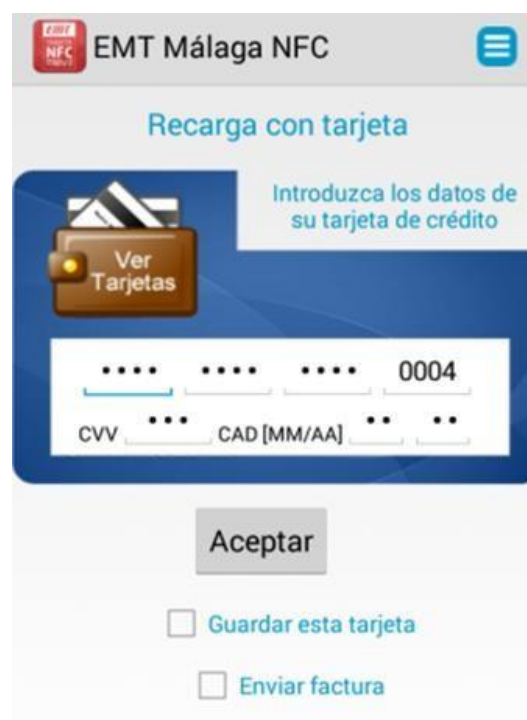 EMT Málaga NFC
Recarga con tarjeta
Introduzca los datos de
su tarjeta de crédito
Ver
Tarjetas
•••• •••• •••• 0004
CVV ••• CAD [MM/AA] •• ••
Aceptar
Guardar esta tarjeta
Enviar factura